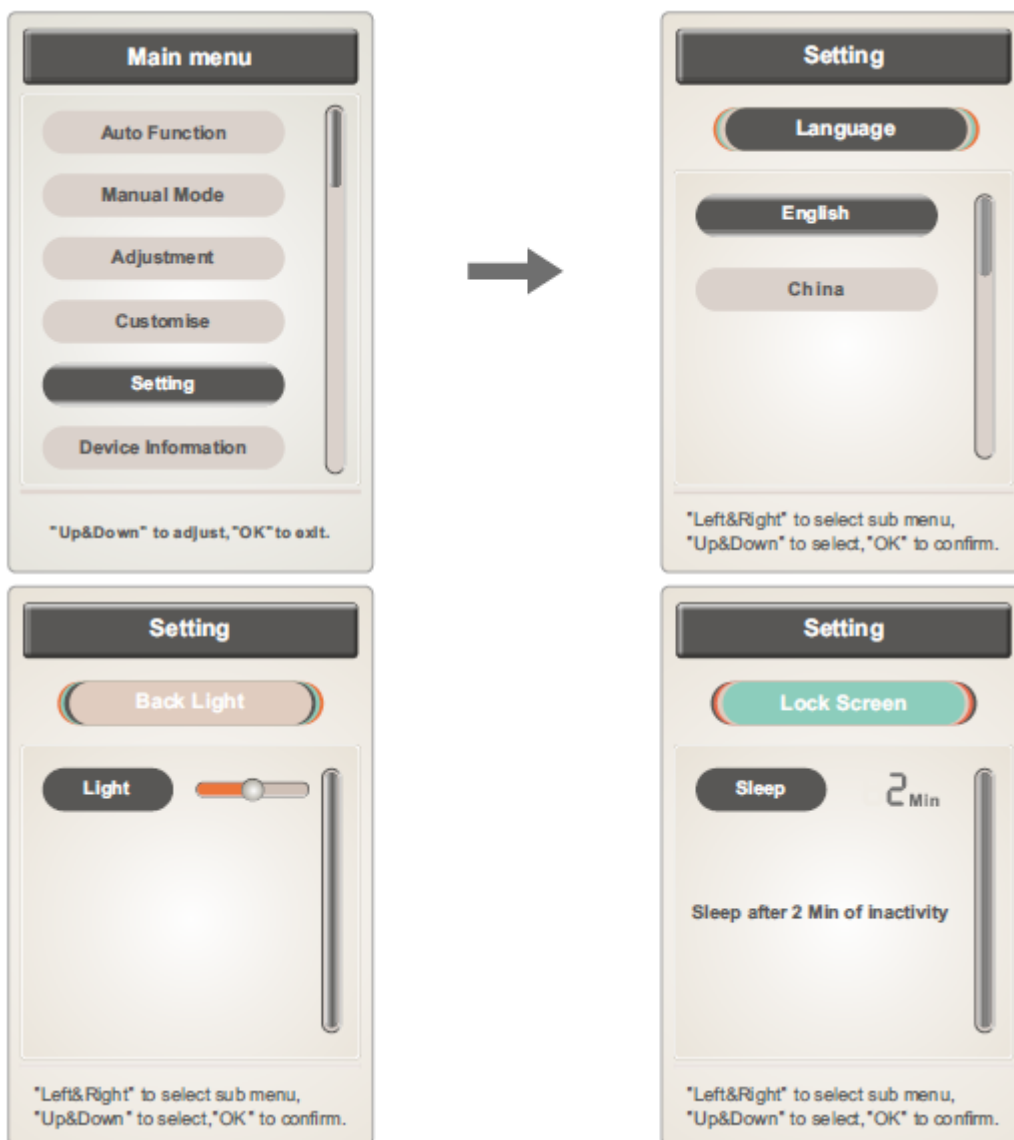 Main menu
Auto Function
Manual Mode
Adjustment
Customise
Setting
Device Information
"Up&Down" to adjust,"OK"to exit.
Setting
Language
English
China
"Left&Right" to select sub menu,
"Up&Down" to select,"OK" to confirm.
Setting
Back Light
Light
"Left&Right" to select sub menu,
"Up&Down" to select,"OK" to confirm.
Setting
Lock Screen
Sleep 2 Min
Sleep after 2 Min of inactivity
"Left&Right" to select sub menu,
"Up&Down" to select,"OK" to confirm.